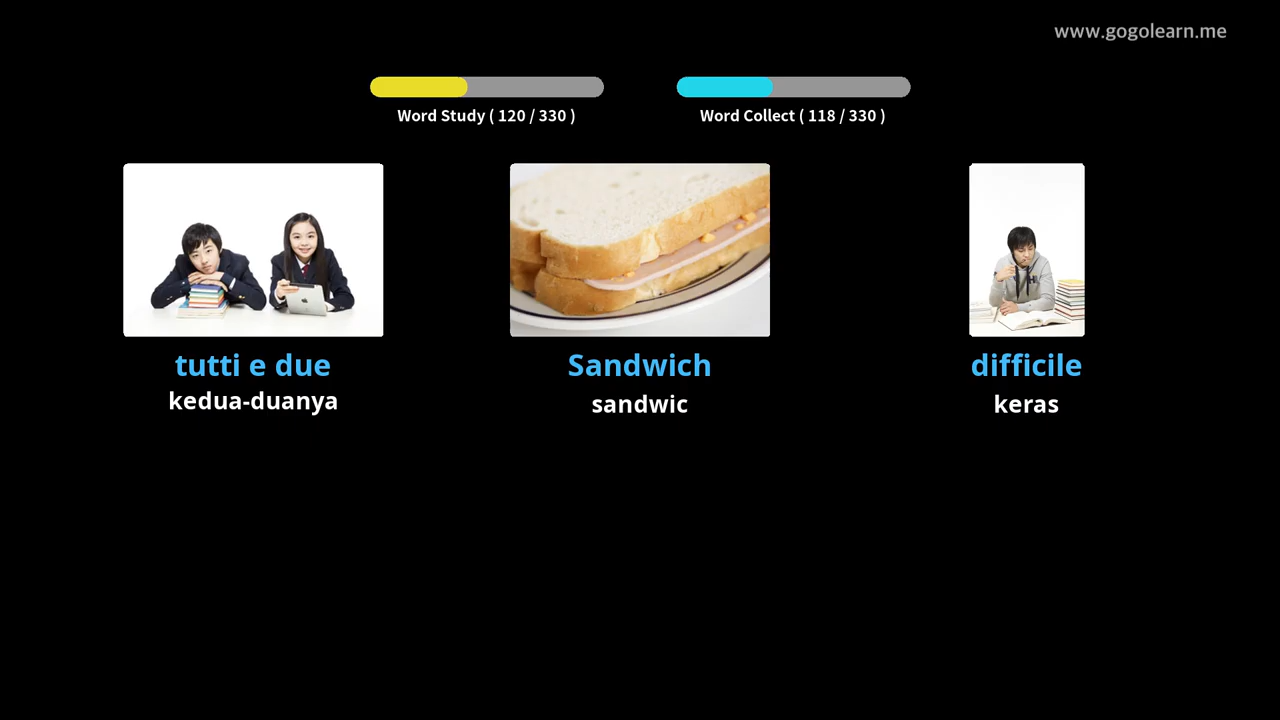 www.gogolearn.me
Word Study ( 120 / 330 )
Word Collect ( 118 / 330 )
tutti e due
kedua-duanya
Sandwich
sandwic
difficile
keras